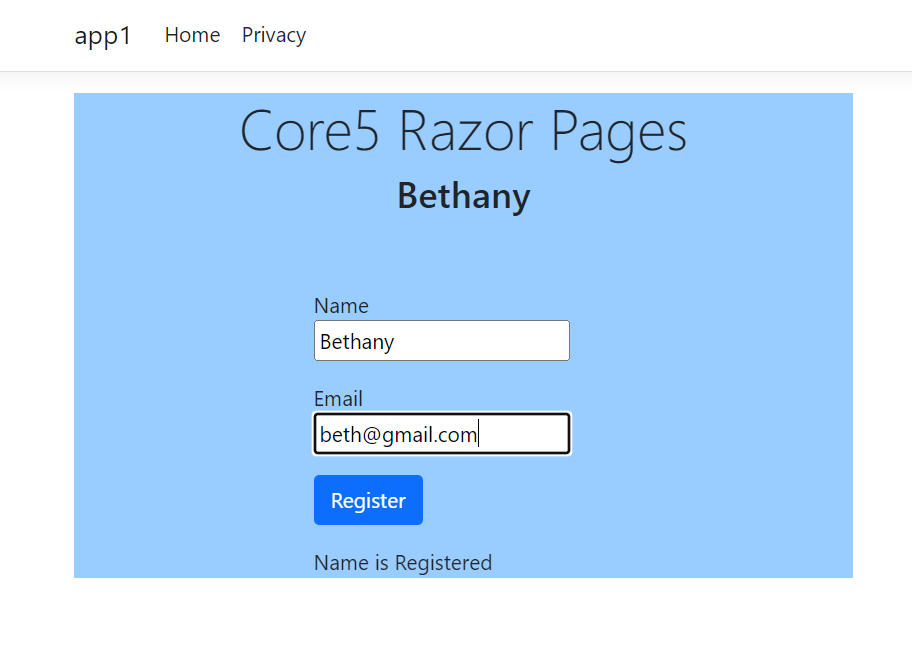 app1 Home Privacy
Core5 Razor Pages
Bethany
Name
Bethany
Email
beth@gmail.com
Register
Name is Registered